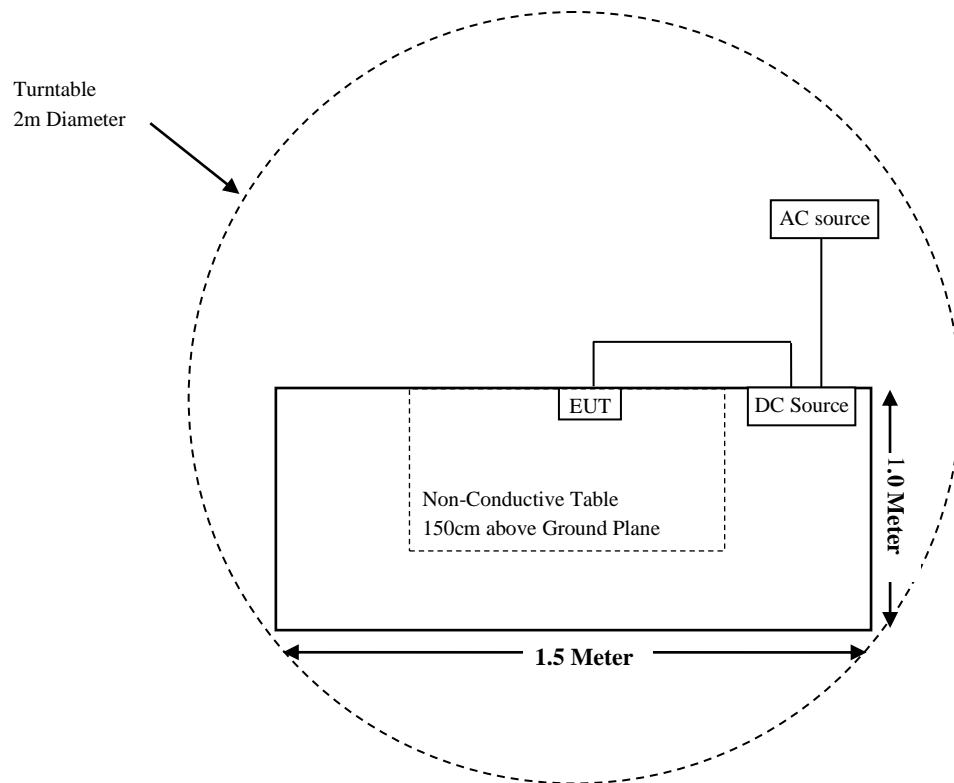 Turntable
2m Diameter
AC source
EUT
DC Source
Non-Conductive Table
150cm above Ground Plane
1.0 Meter
1.5 Meter